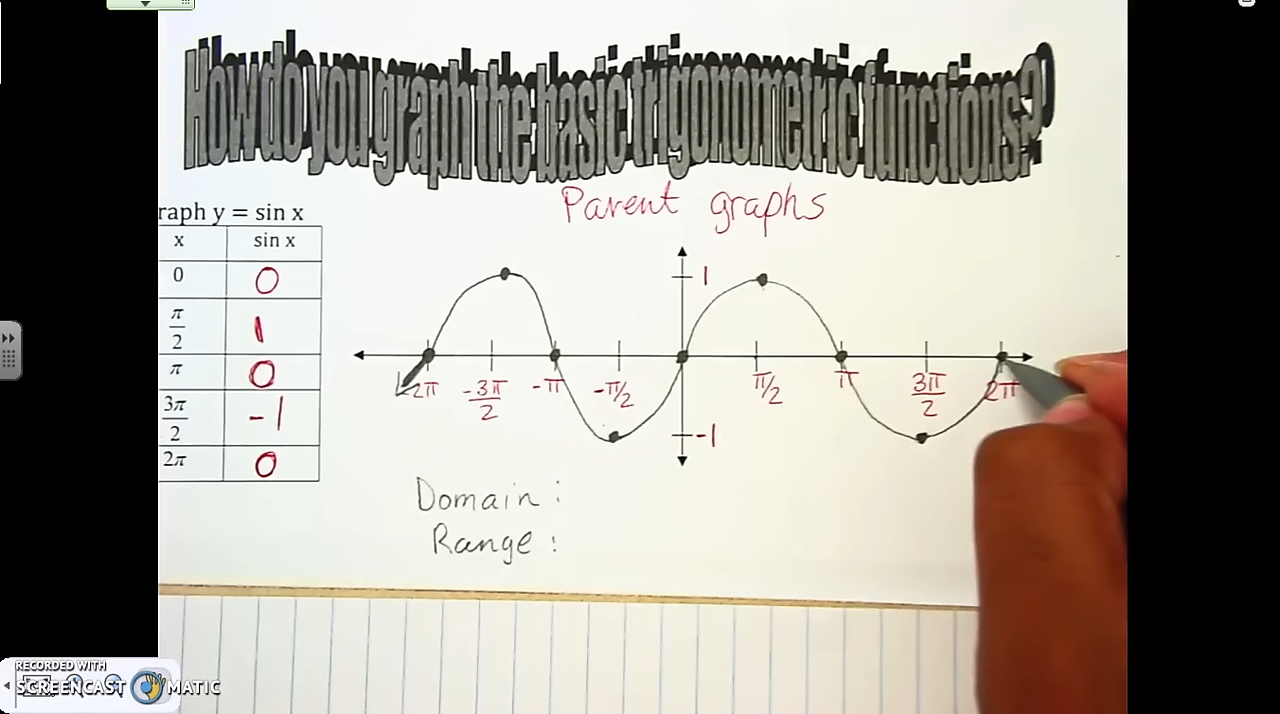 How do you graph the basic trigonometric functions?
Parent graphs
raph y = sin x
x sin x
0 0
π/2 1
π 0
3π/2 -1
2π 0
1
-2π -3π/2 -π -π/2 π/2 π 3π/2 2π
-1
Domain :
Range :
RECORDED WITH
SCREENCAST MATIC